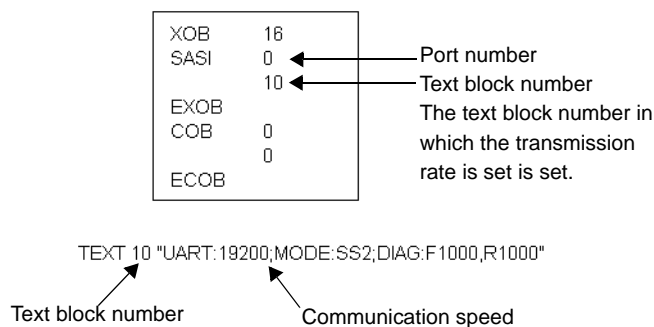 XOB 16
SASI 0
10
EXOB
COB 0
0
ECOB
Port number
Text block number
The text block number in
which the transmission
rate is set is set.
TEXT 10 "UART:19200;MODE:SS2;DIAG:F1000,R1000"
Text block number
Communication speed